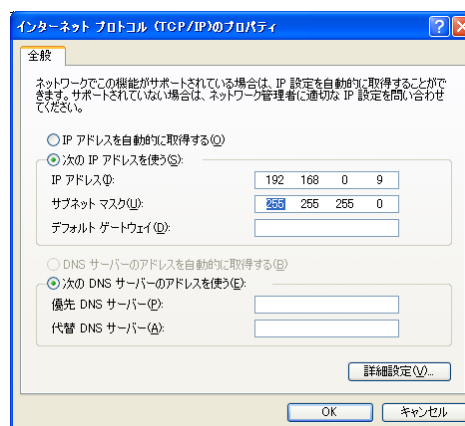 インターネット プロトコル (TCP/IP)のプロパティ
全般
ネットワークでこの機能がサポートされている場合は、IP 設定を自動的に取得することがで
きます。サポートされていない場合は、ネットワーク管理者に適切な IP 設定を問い合わせ
てください。
IP アドレスを自動的に取得する(O)
次の IP アドレスを使う(S):
IP アドレス(I): 192 168 0 9
サブネット マスク(U): 255 255 255 0
デフォルト ゲートウェイ(D):
DNS サーバーのアドレスを自動的に取得する(B)
次の DNS サーバーのアドレスを使う(E):
優先 DNS サーバー(P):
代替 DNS サーバー(A):
詳細設定(V)...
OK キャンセル